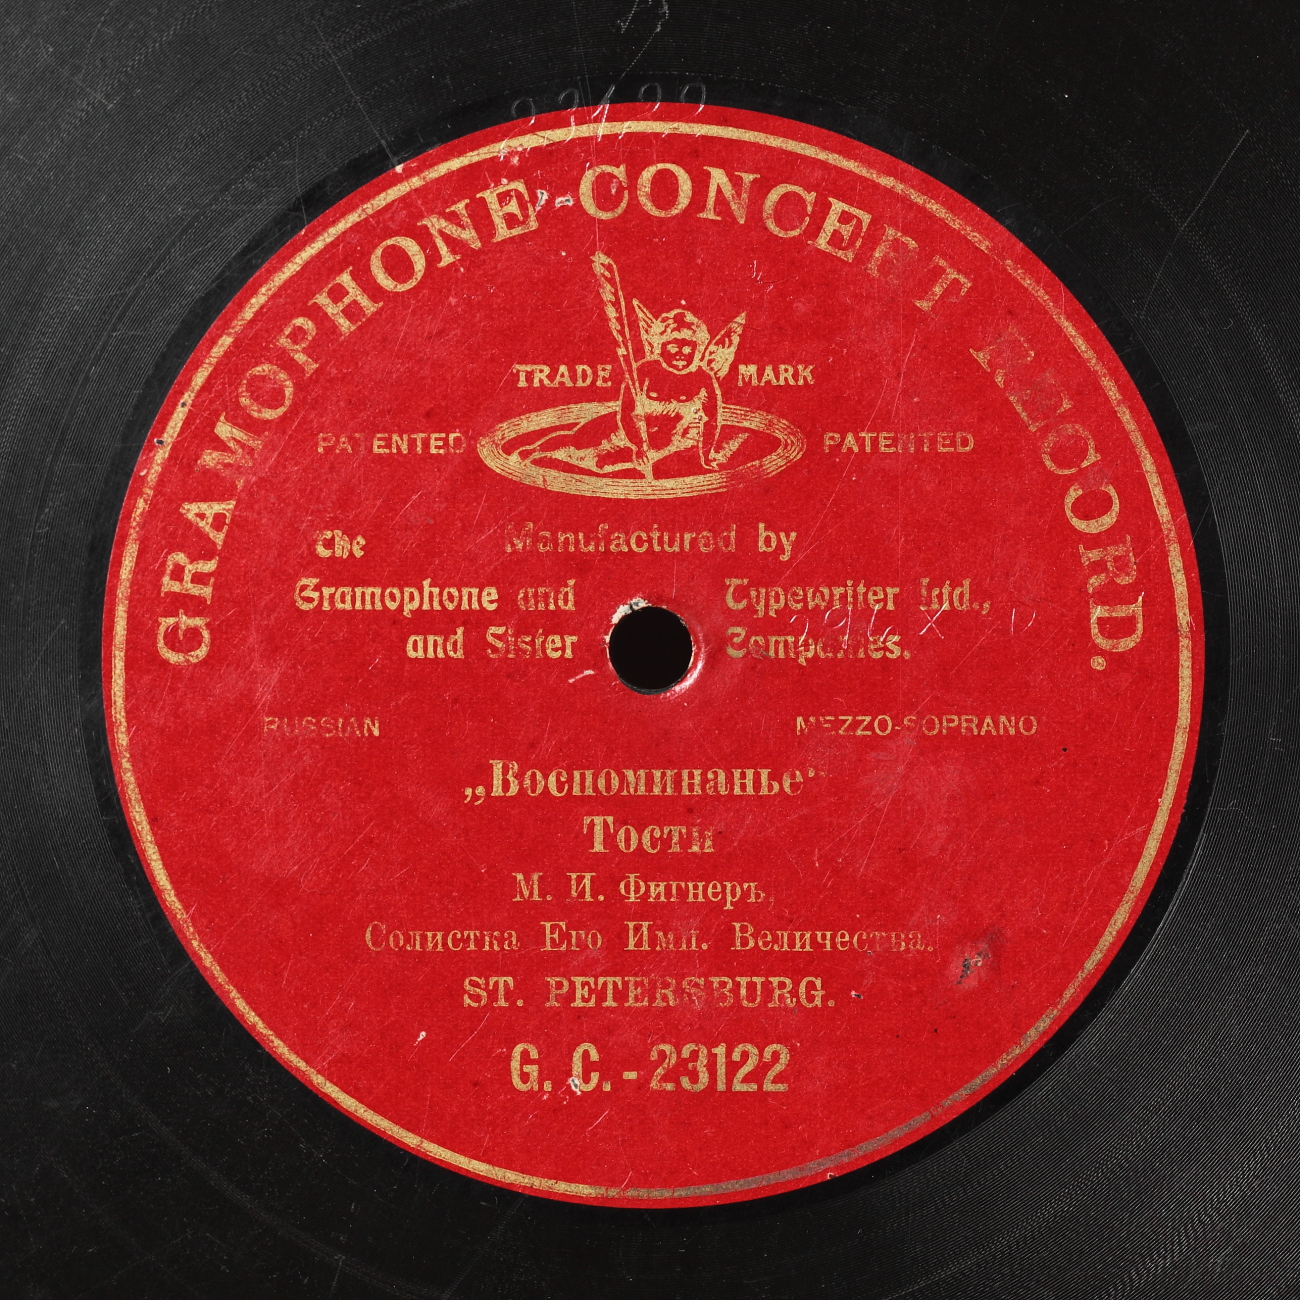 23122
GRAMOPHONE CONCERT RECORD.
TRADE MARK
PATENTED PATENTED
Manufactured by
The
Gramophone and Typewriter Ltd.,
and Sister Companies.
RUSSIAN MEZZO-SOPRANO
„Воспоминанье“
Тости
М. И. Фигнеръ,
Солистка Его Имп. Величества.
ST. PETERSBURG.
G. C.-23122